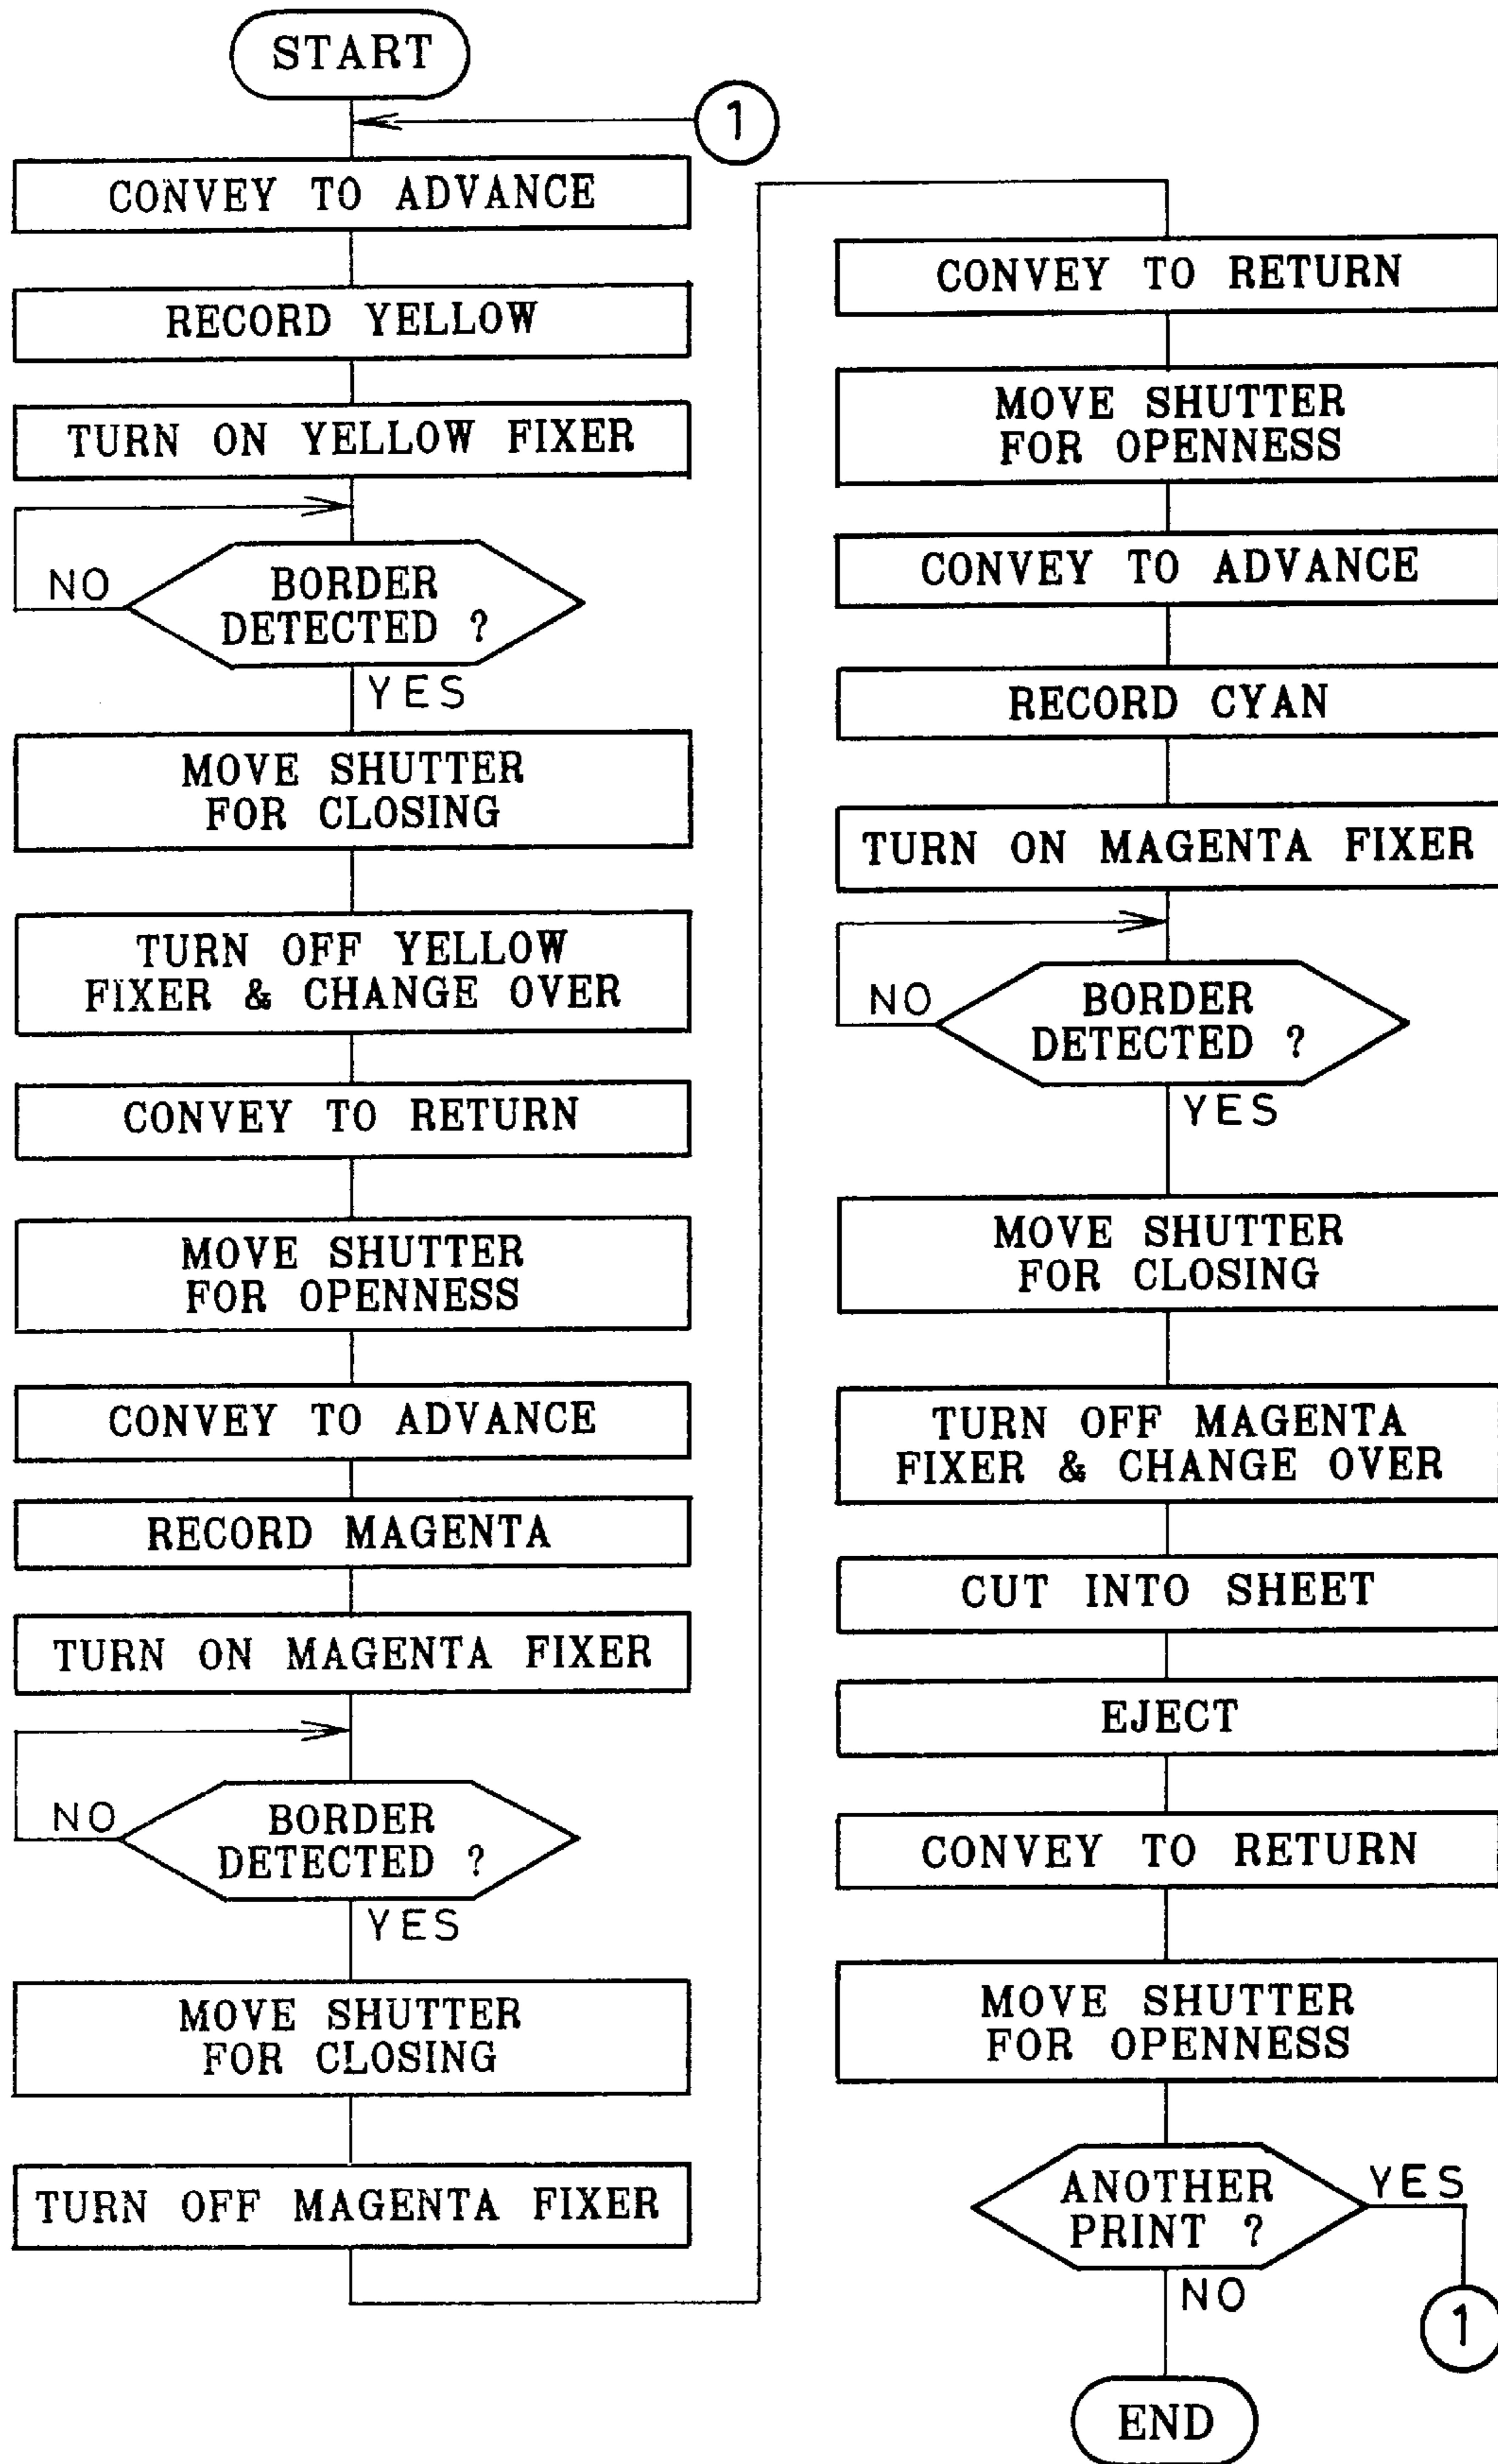 START
1
CONVEY TO ADVANCE
RECORD YELLOW
TURN ON YELLOW FIXER
NO
BORDER
DETECTED ?
YES
MOVE SHUTTER
FOR CLOSING
TURN OFF YELLOW
FIXER & CHANGE OVER
CONVEY TO RETURN
MOVE SHUTTER
FOR OPENNESS
CONVEY TO ADVANCE
RECORD MAGENTA
TURN ON MAGENTA FIXER
NO
BORDER
DETECTED ?
YES
MOVE SHUTTER
FOR CLOSING
TURN OFF MAGENTA FIXER
CONVEY TO RETURN
MOVE SHUTTER
FOR OPENNESS
CONVEY TO ADVANCE
RECORD CYAN
TURN ON MAGENTA FIXER
NO
BORDER
DETECTED ?
YES
MOVE SHUTTER
FOR CLOSING
TURN OFF MAGENTA
FIXER & CHANGE OVER
CUT INTO SHEET
EJECT
CONVEY TO RETURN
MOVE SHUTTER
FOR OPENNESS
ANOTHER
PRINT ?
YES
NO
1
END